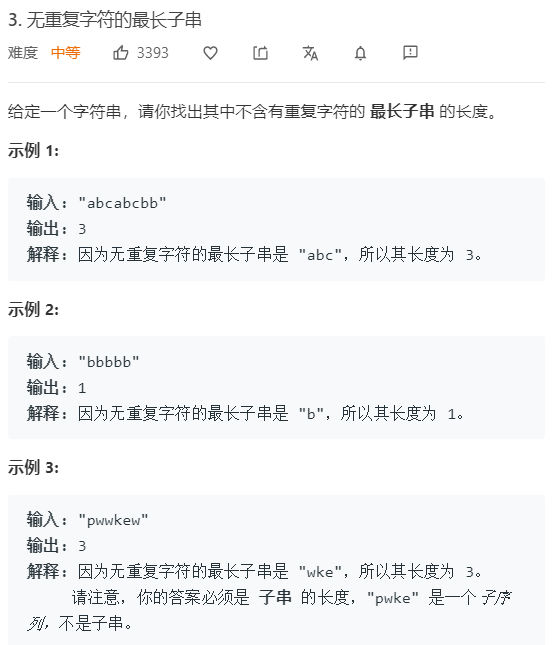 3. 无重复字符的最长子串
难度 中等 3393
给定一个字符串，请你找出其中不含有重复字符的 最长子串 的长度。
示例 1:
输入: "abcabcbb"
输出: 3
解释: 因为无重复字符的最长子串是 "abc"，所以其长度为 3。
示例 2:
输入: "bbbbb"
输出: 1
解释: 因为无重复字符的最长子串是 "b"，所以其长度为 1。
示例 3:
输入: "pwwkew"
输出: 3
解释: 因为无重复字符的最长子串是 "wke"，所以其长度为 3。
请注意，你的答案必须是 子串 的长度，"pwke" 是一个子序
列，不是子串。